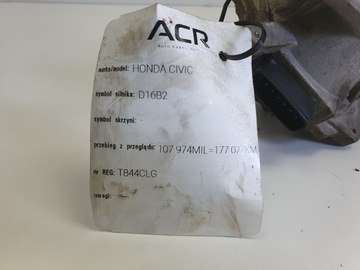 ACR
marka/model: HONDA CIVIC
symbol silnika: D16B2
symbol skrzyni:
przebieg z przeglądu: 107 974MIL=177 077KM
nr REG: T844CLG
uwagi: